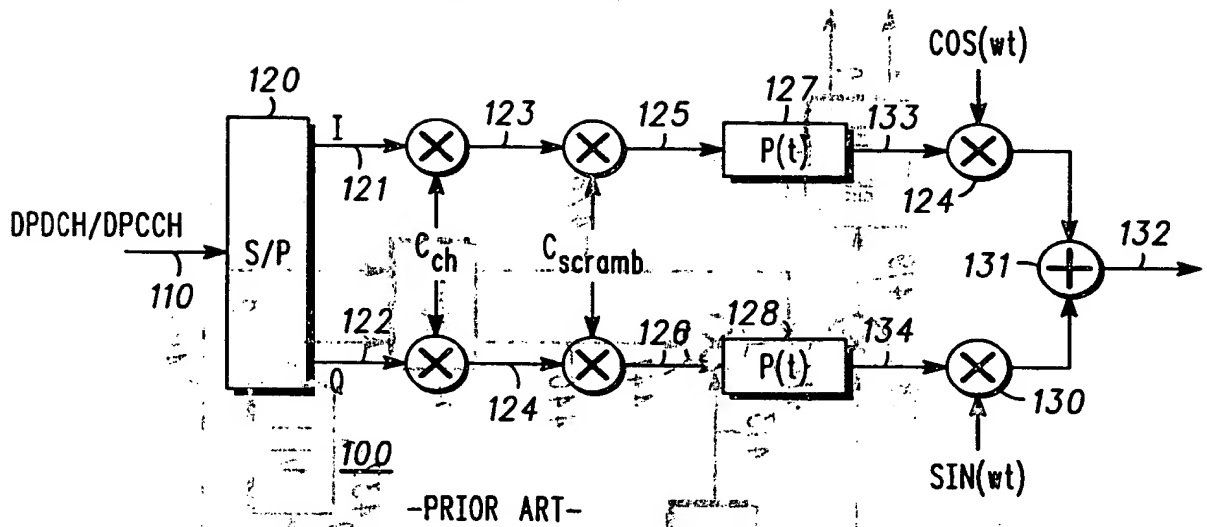 COS(wt)
120
127
I
123
125
133
P(t)
121
124
DPDCH/DPCCH
S/P
C_ch
C_scramb
131
132
110
122
128
126
134
P(t)
Q
124
130
100
SIN(wt)
-PRIOR ART-